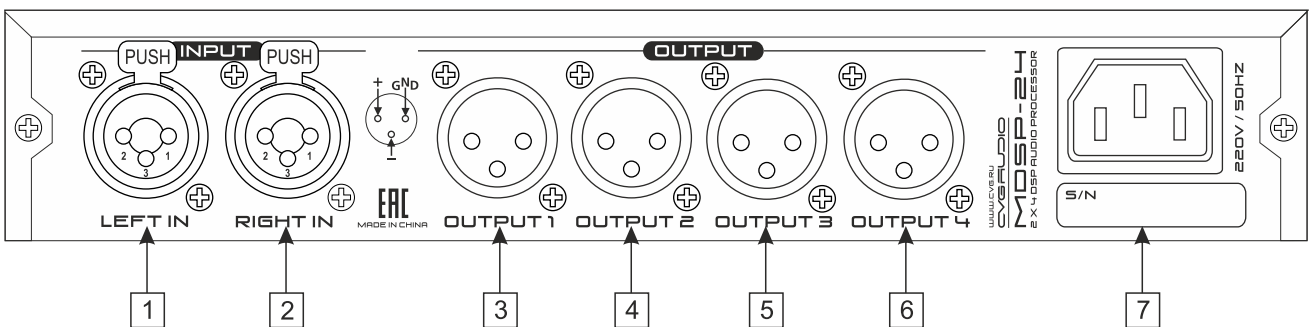 INPUT
OUTPUT
PUSH
PUSH
2 1
3
2 1
3
+ GND
−
LEFT IN
RIGHT IN
EAC
MADE IN CHINA
OUTPUT 1
OUTPUT 2
OUTPUT 3
OUTPUT 4
WWW.CVG.RU
CVGAUDIO
MDSP-24
2 X 4 DSP AUDIO PROCESSOR
220V / 50HZ
S/N
1
2
3
4
5
6
7